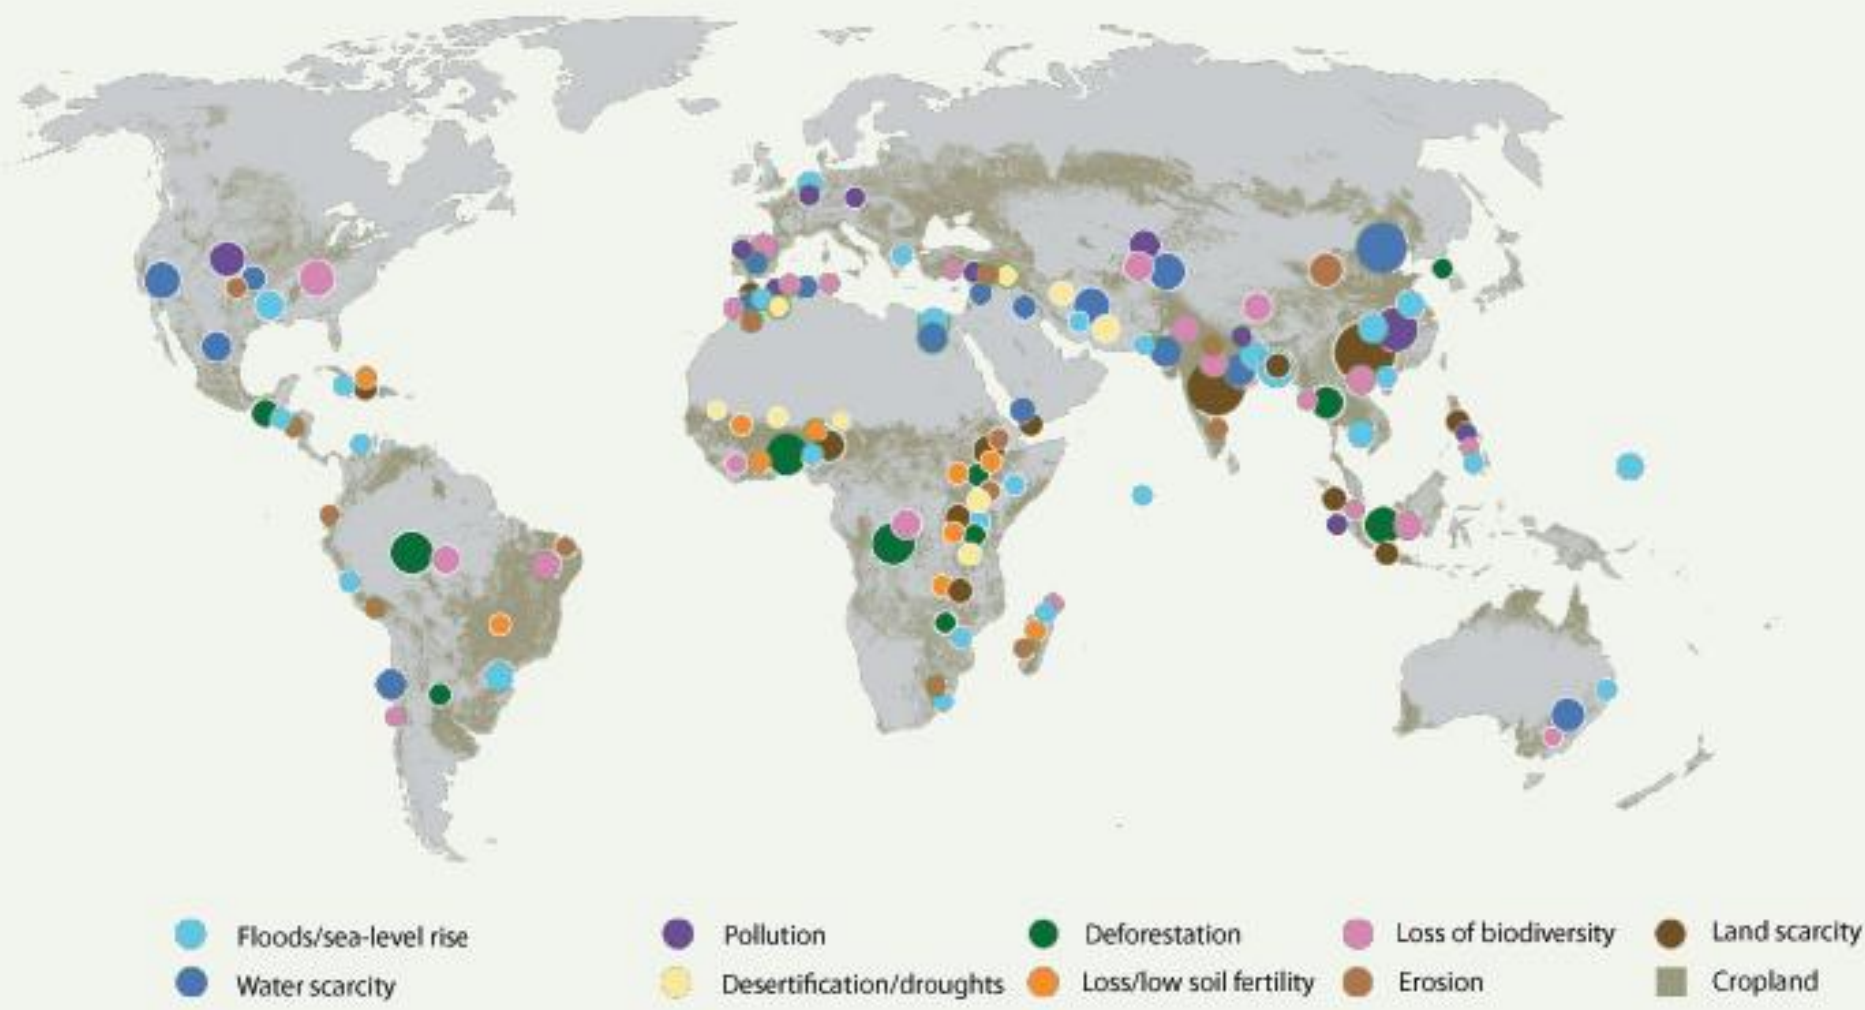 Floods/sea-level rise
Pollution
Deforestation
Loss of biodiversity
Land scarcity
Water scarcity
Desertification/droughts
Loss/low soil fertility
Erosion
Cropland